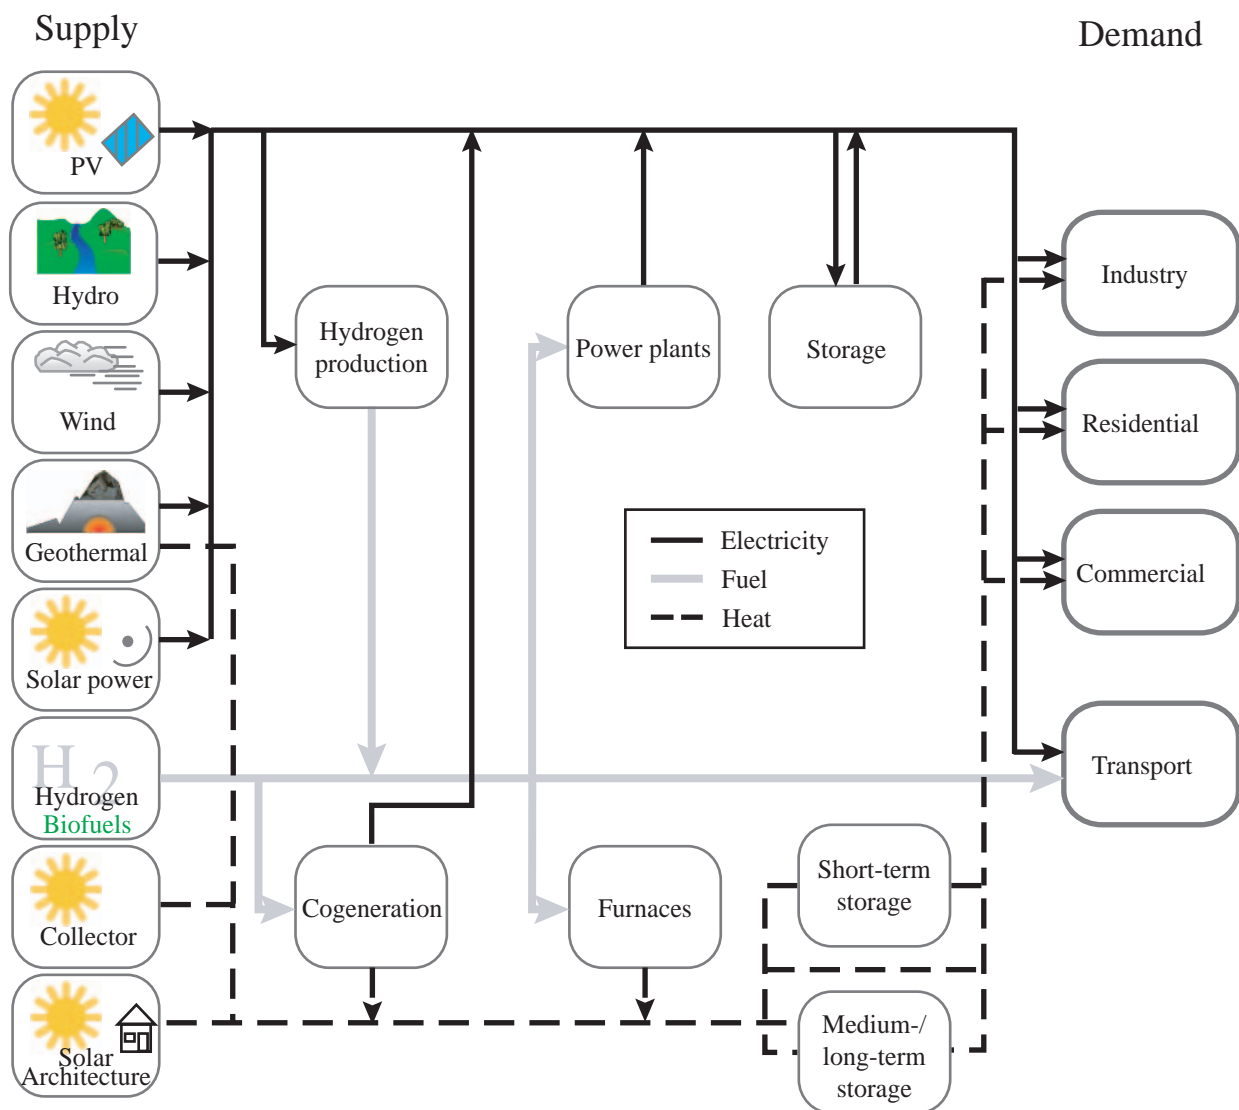 Supply
Demand
PV
Hydro
Wind
Geothermal
Solar power
H2
Hydrogen
Biofuels
Collector
Solar
Architecture
Hydrogen
production
Power plants
Storage
Electricity
Fuel
Heat
Cogeneration
Furnaces
Short-term
storage
Medium-/
long-term
storage
Industry
Residential
Commercial
Transport